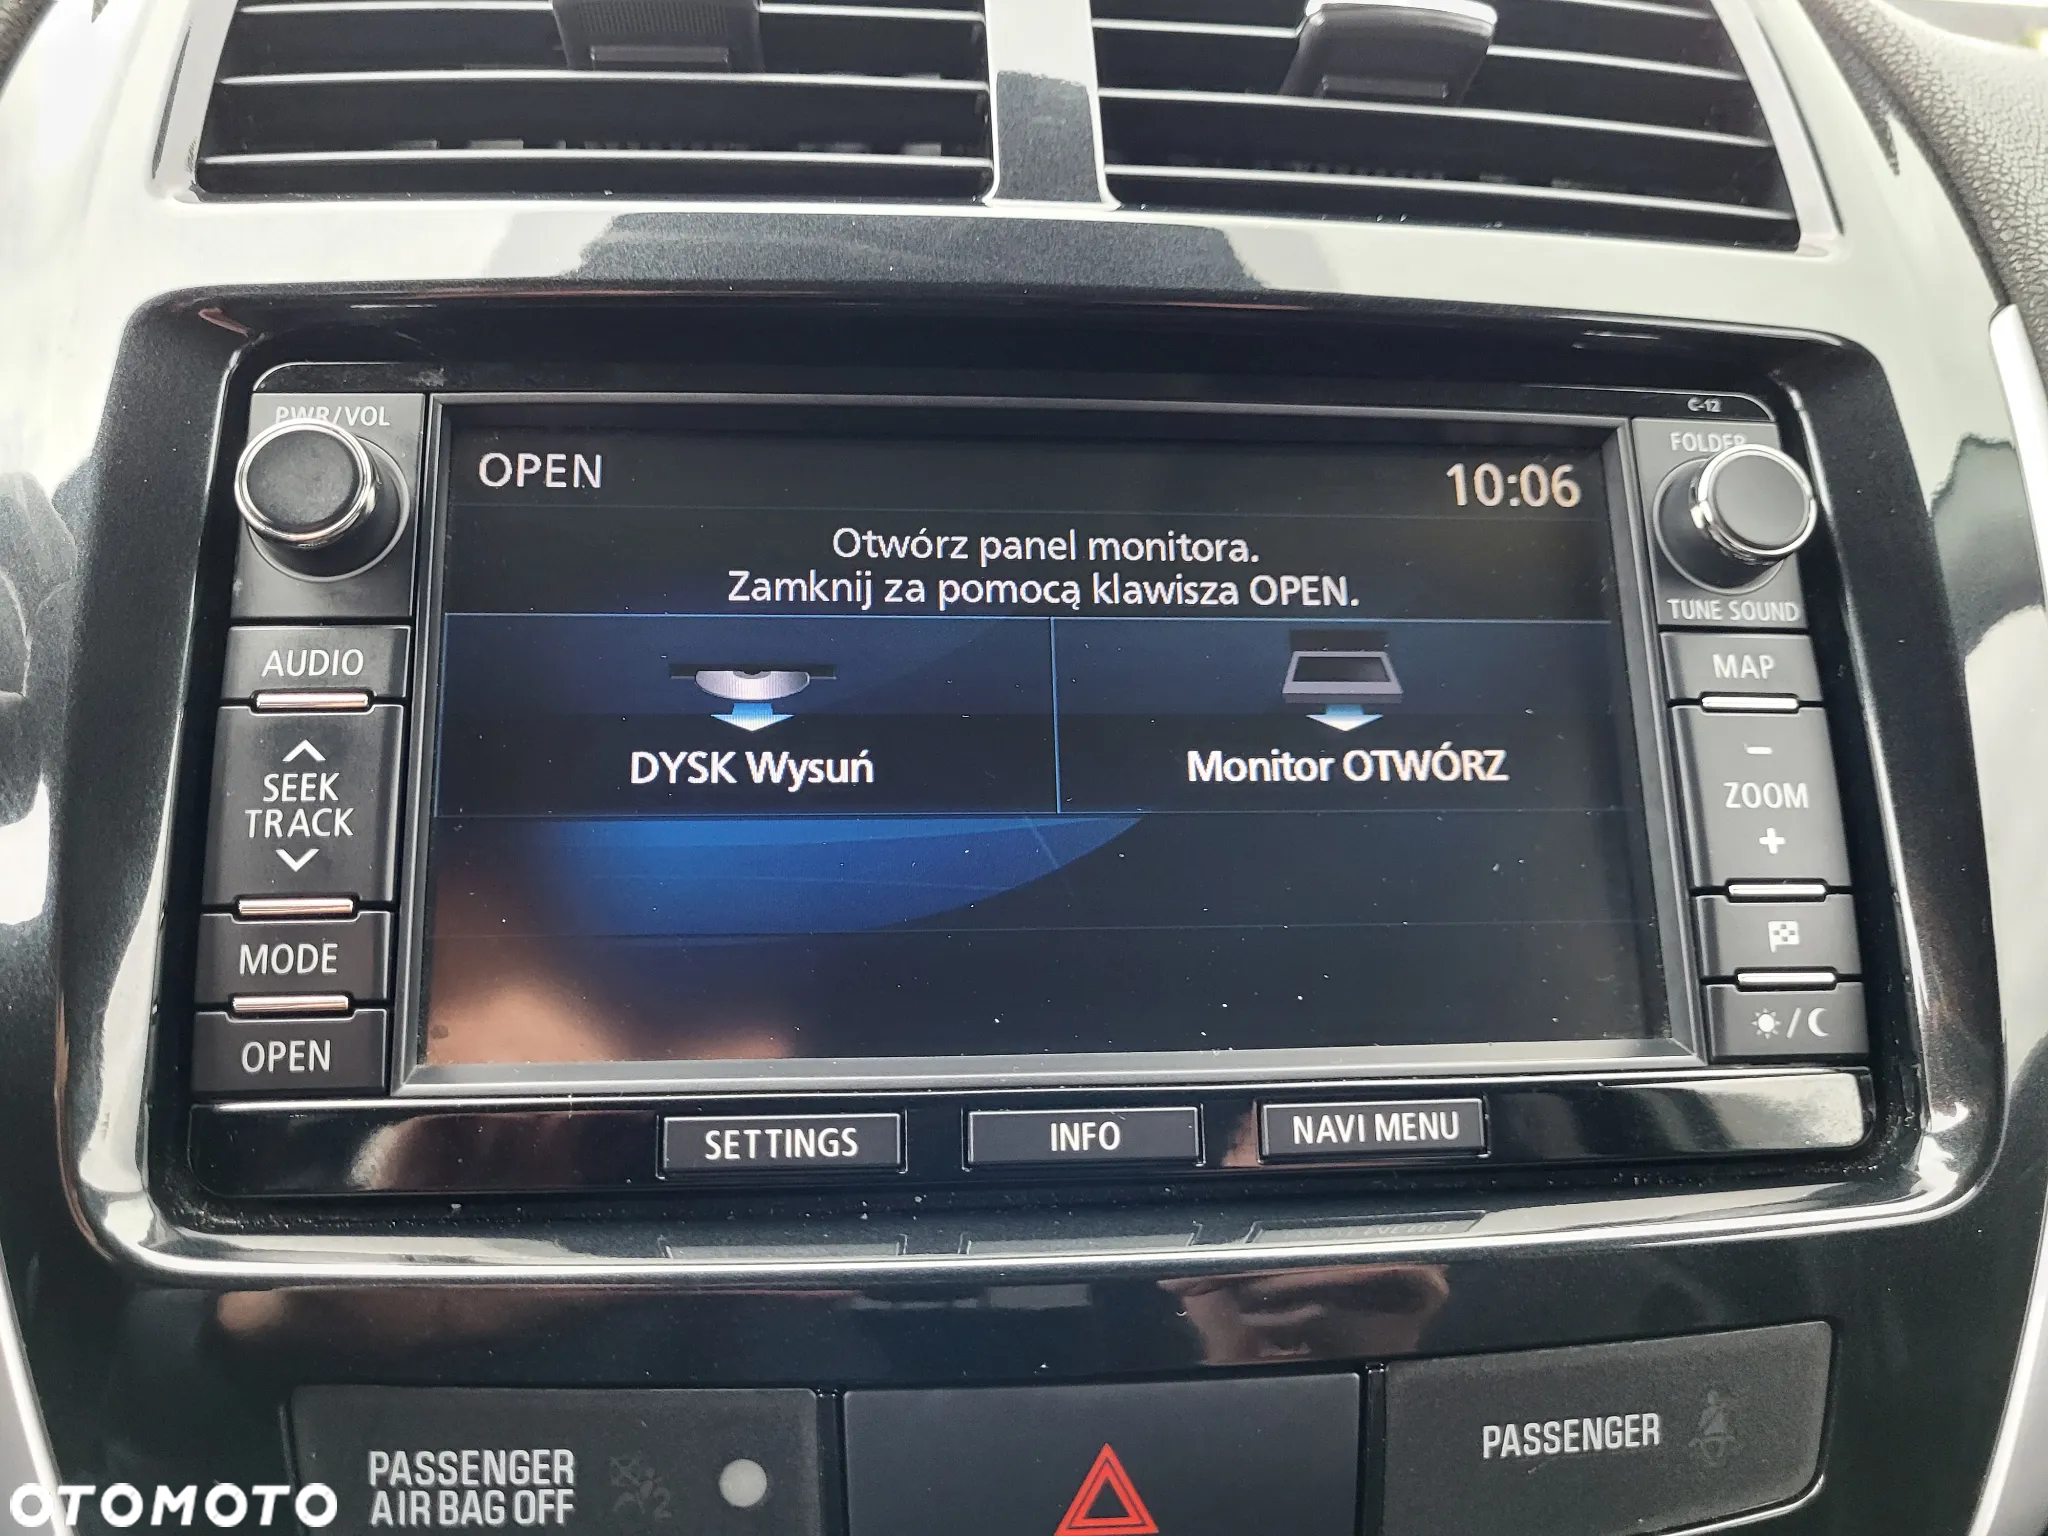 PWR/VOL
C-12
FOLDER
OPEN
10:06
Otwórz panel monitora.
Zamknij za pomocą klawisza OPEN.
TUNE SOUND
AUDIO
MAP
SEEK
TRACK
DYSK Wysuń
Monitor OTWÓRZ
ZOOM
MODE
OPEN
SETTINGS
INFO
NAVI MENU
PASSENGER
AIR BAG OFF
PASSENGER
OTOMOTO